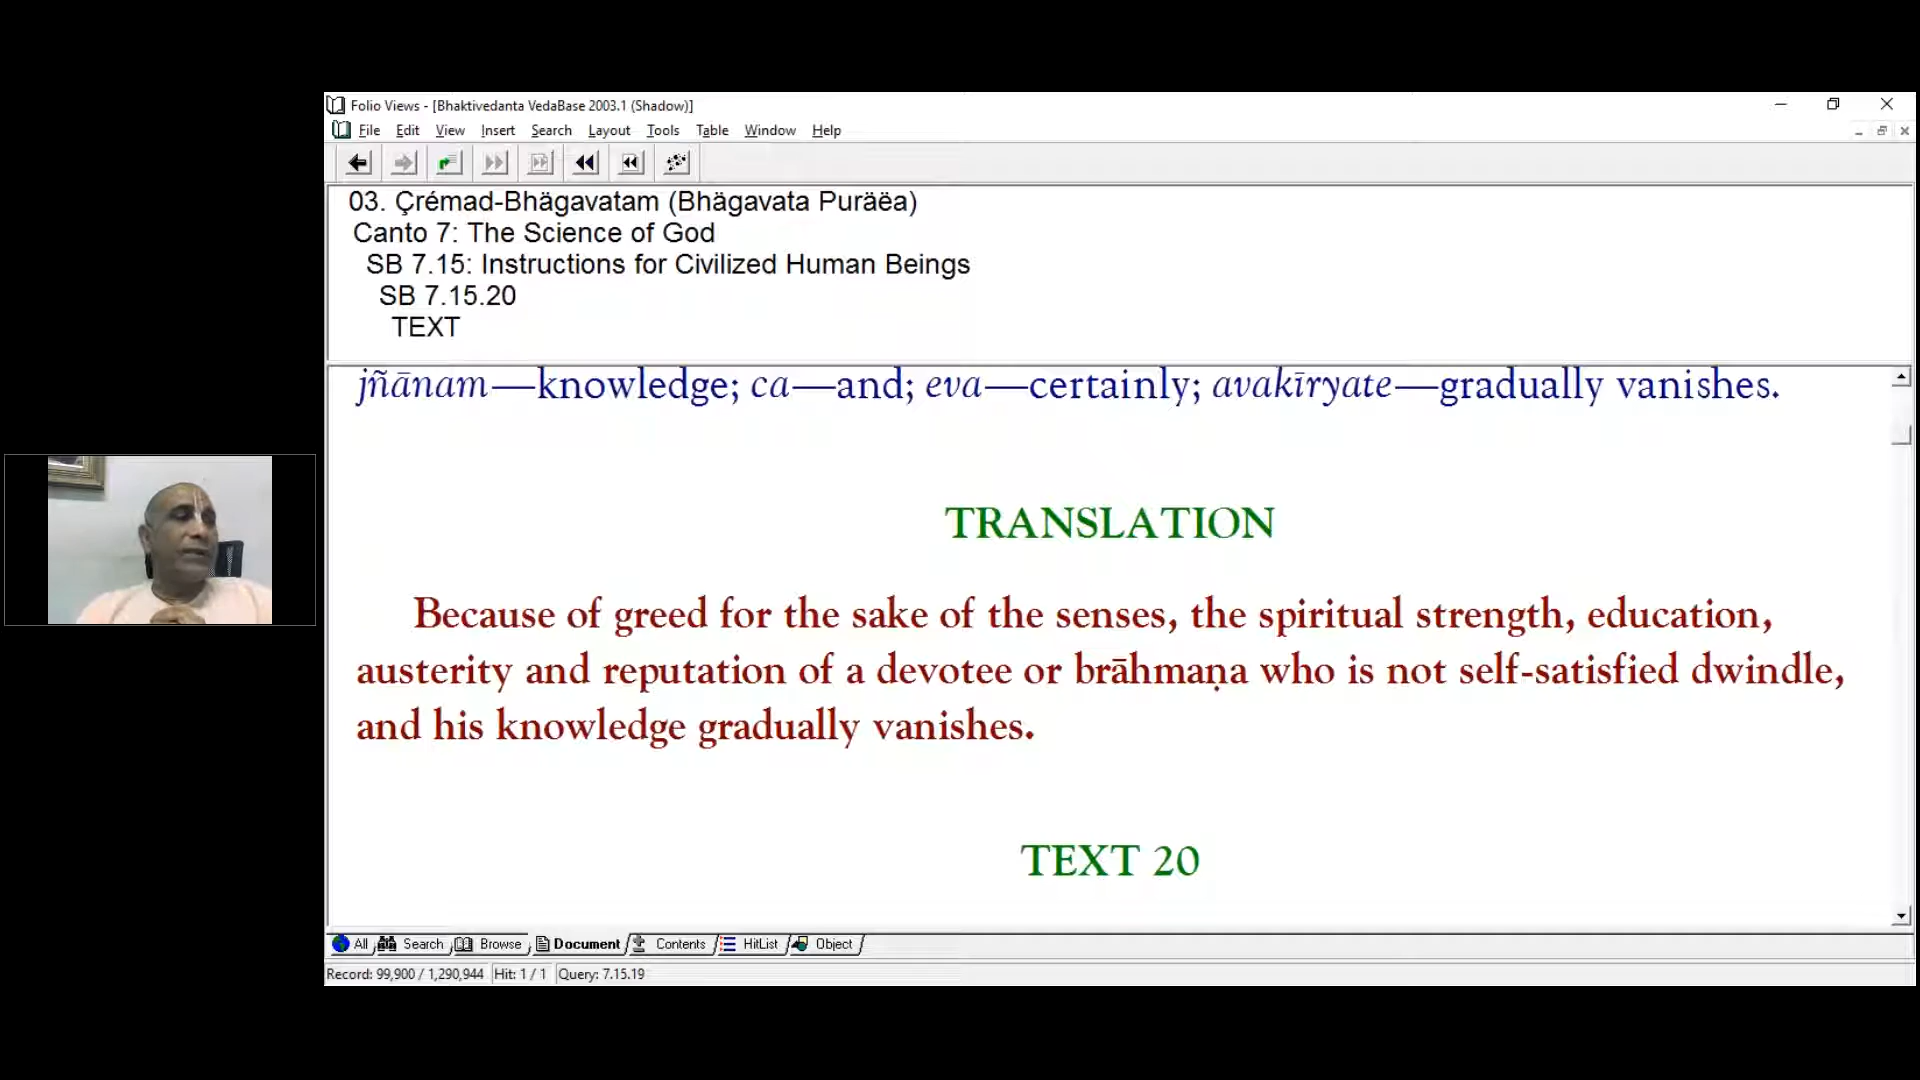 Folio Views - [Bhaktivedanta VedaBase 2003.1 (Shadow)]
File Edit View Insert Search Layout Tools Table Window Help
03. Çrémad-Bhägavatam (Bhägavata Puräëa)
Canto 7: The Science of God
SB 7.15: Instructions for Civilized Human Beings
SB 7.15.20
TEXT
jñānam—knowledge; ca—and; eva—certainly; avakīryate—gradually vanishes.
TRANSLATION
Because of greed for the sake of the senses, the spiritual strength, education,
austerity and reputation of a devotee or brāhmaṇa who is not self-satisfied dwindle,
and his knowledge gradually vanishes.
TEXT 20
All Search Browse Document Contents HitList Object
Record: 99,900 / 1,290,944 Hit: 1 / 1 Query: 7.15.19